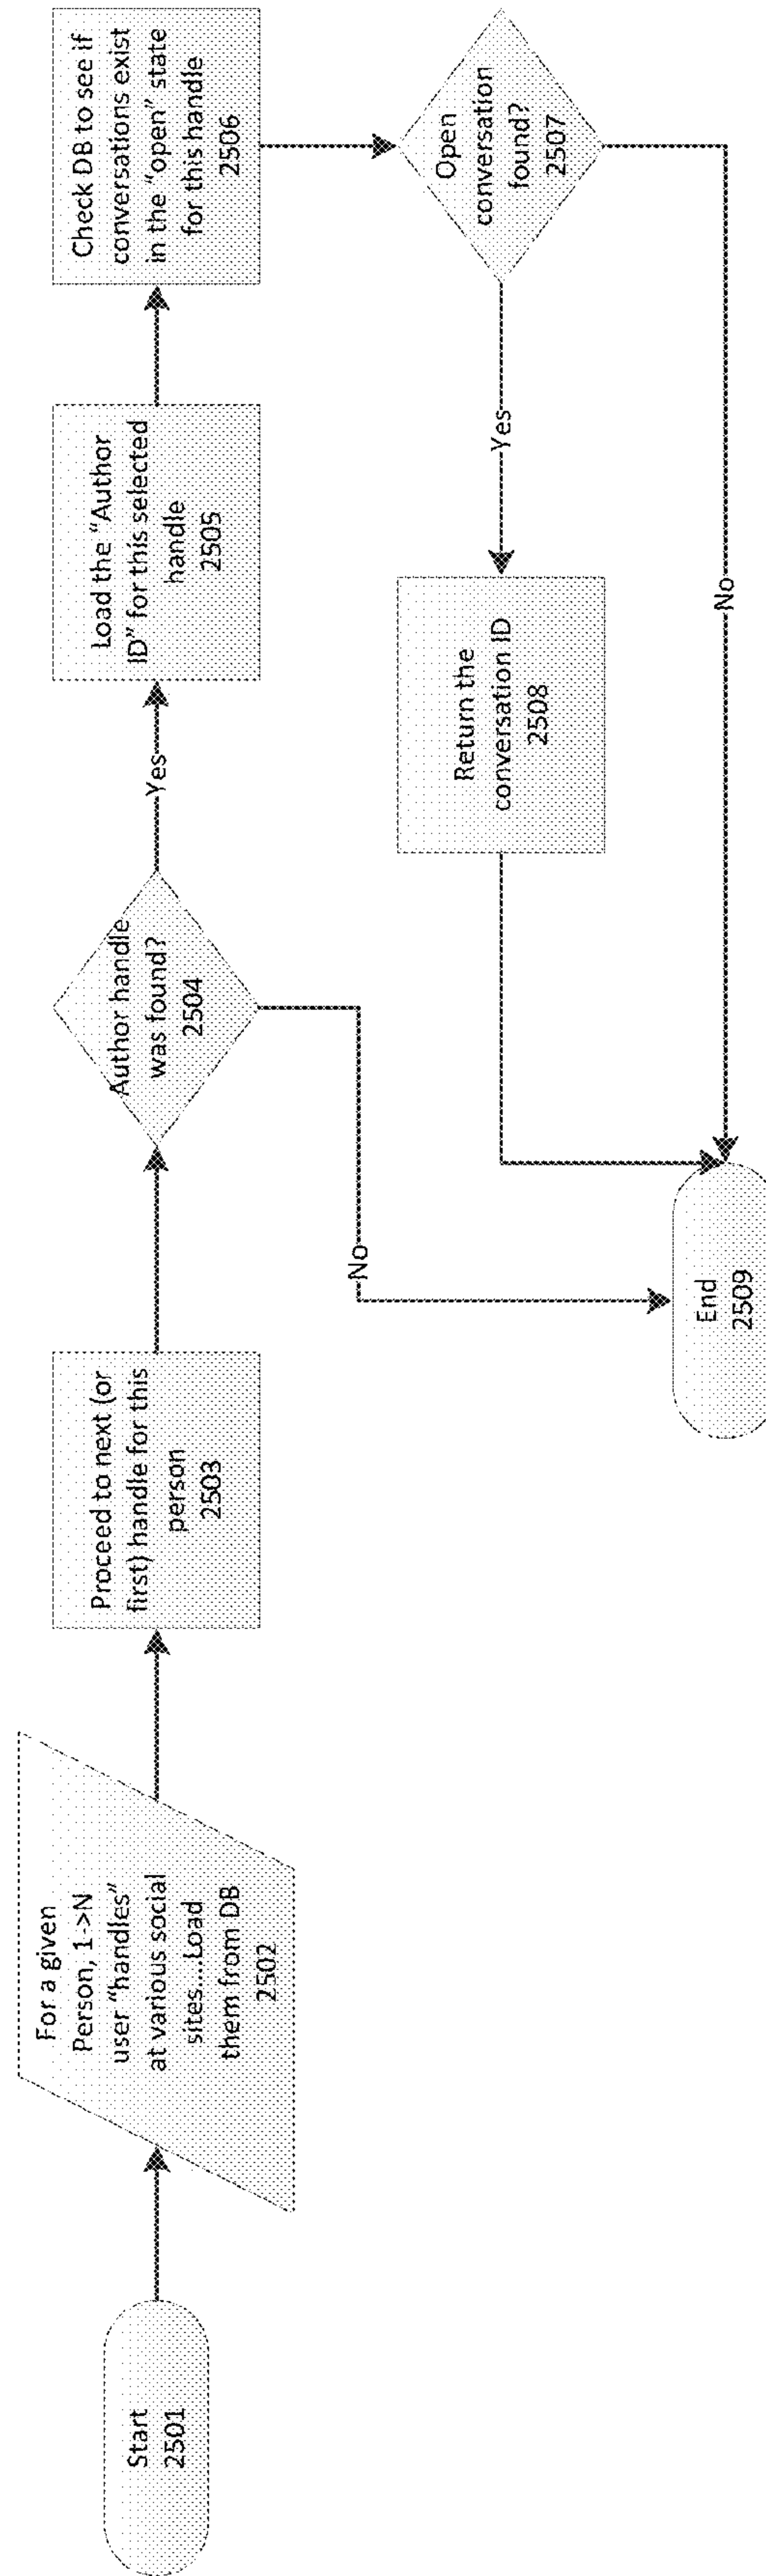 Start
2501
For a given
Person, 1->N
user “handles”
at various social
sites....Load
them from DB
2502
Proceed to next (or
first) handle for this
person
2503
Author handle
was found?
2504
Yes
No
Load the “Author
ID” for this selected
handle
2505
Check DB to see if
conversations exist
in the “open” state
for this handle
2506
Open
conversation
found?
2507
Yes
No
Return the
conversation ID
2508
End
2509